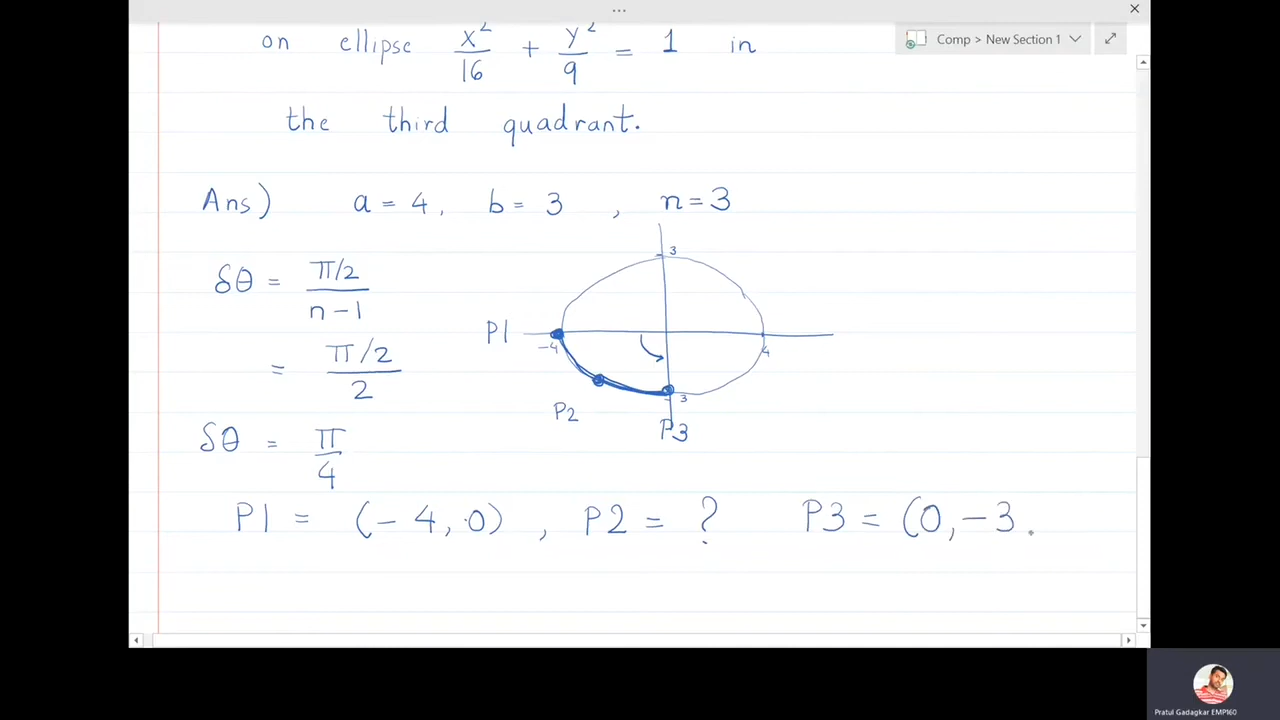 ...
Comp > New Section 1
on ellipse x²/16 + y²/9 = 1 in
the third quadrant.
Ans) a = 4, b = 3 , n = 3
δθ = π/2 / n - 1
= π/2 / 2
δθ = π/4
3
P1
-4
4
3
P2
P3
P1 = (- 4, 0) , P2 = ? P3 = (0, - 3
Pratul Gadagkar EMP160